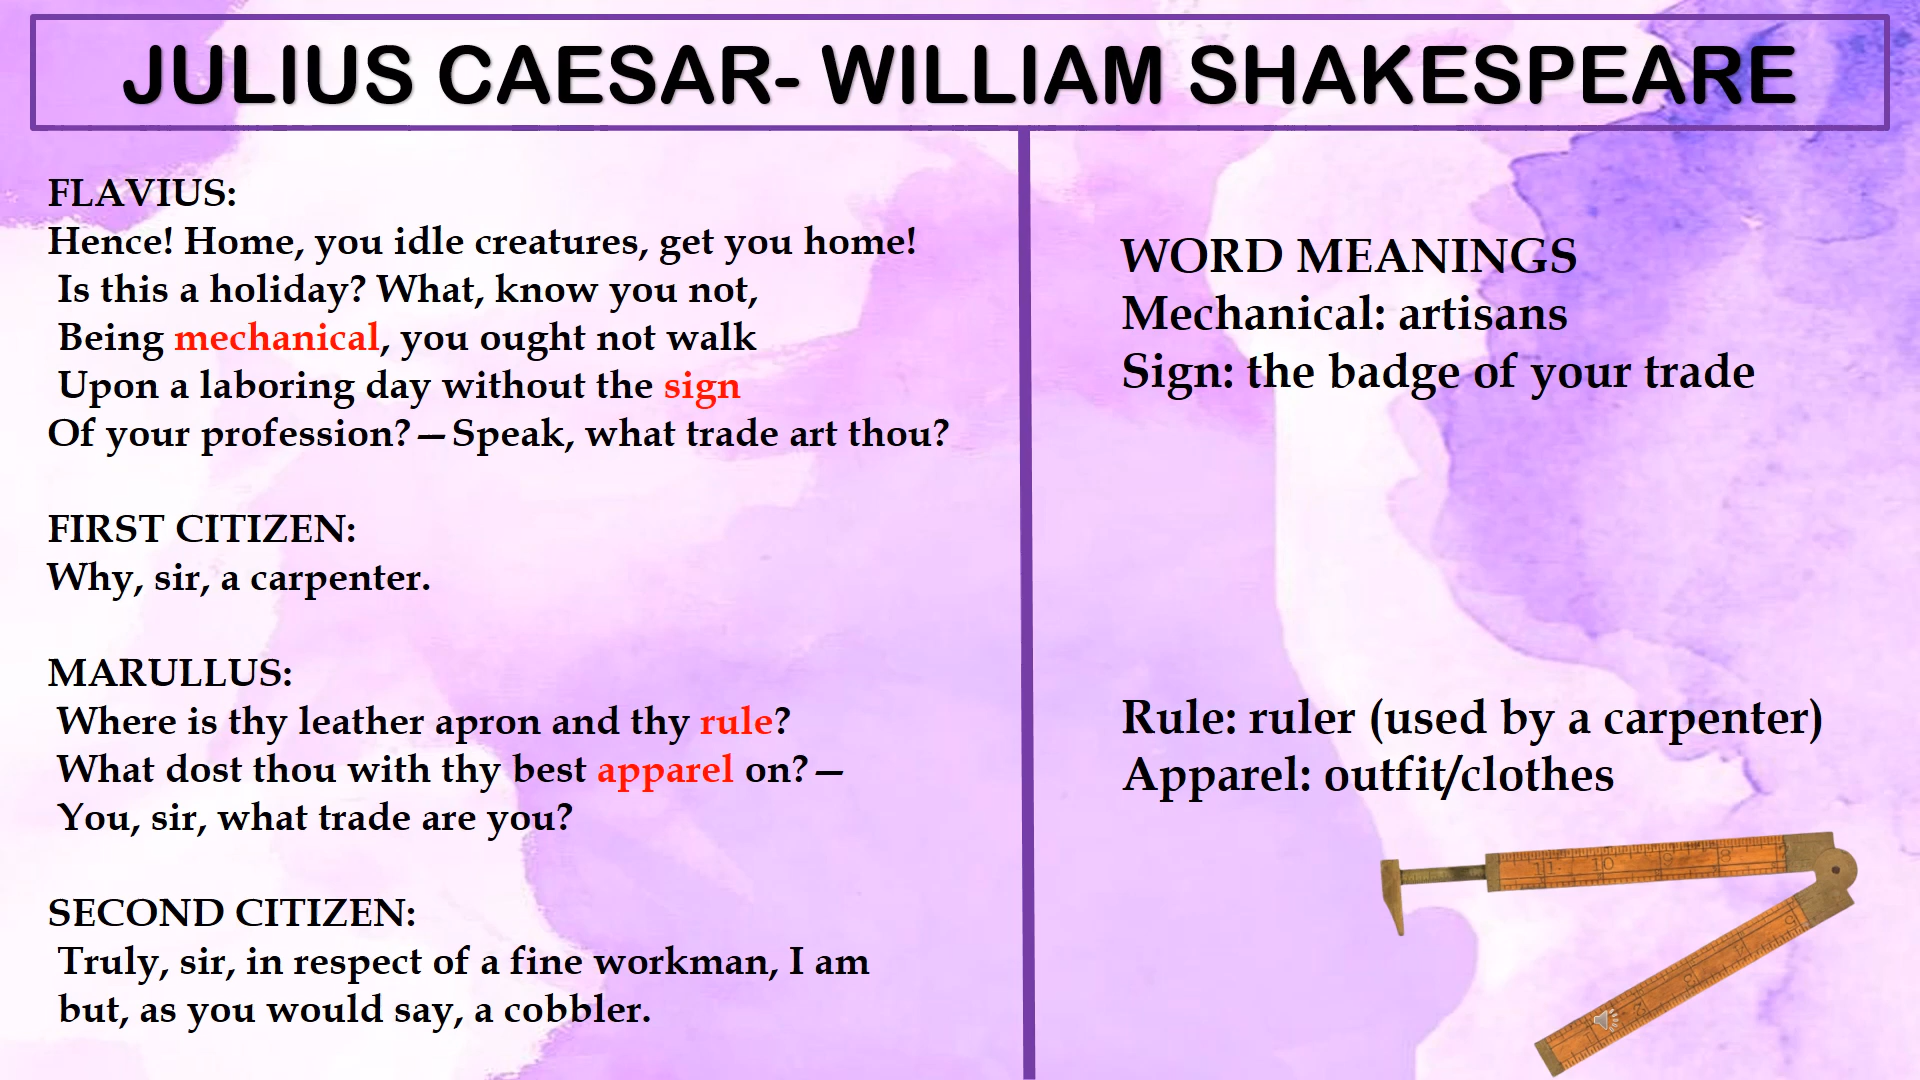 JULIUS CAESAR- WILLIAM SHAKESPEARE
FLAVIUS:
Hence! Home, you idle creatures, get you home!
Is this a holiday? What, know you not,
Being mechanical, you ought not walk
Upon a laboring day without the sign
Of your profession?—Speak, what trade art thou?
FIRST CITIZEN:
Why, sir, a carpenter.
MARULLUS:
Where is thy leather apron and thy rule?
What dost thou with thy best apparel on?—
You, sir, what trade are you?
SECOND CITIZEN:
Truly, sir, in respect of a fine workman, I am
but, as you would say, a cobbler.
WORD MEANINGS
Mechanical: artisans
Sign: the badge of your trade
Rule: ruler (used by a carpenter)
Apparel: outfit/clothes
11 10 9 8